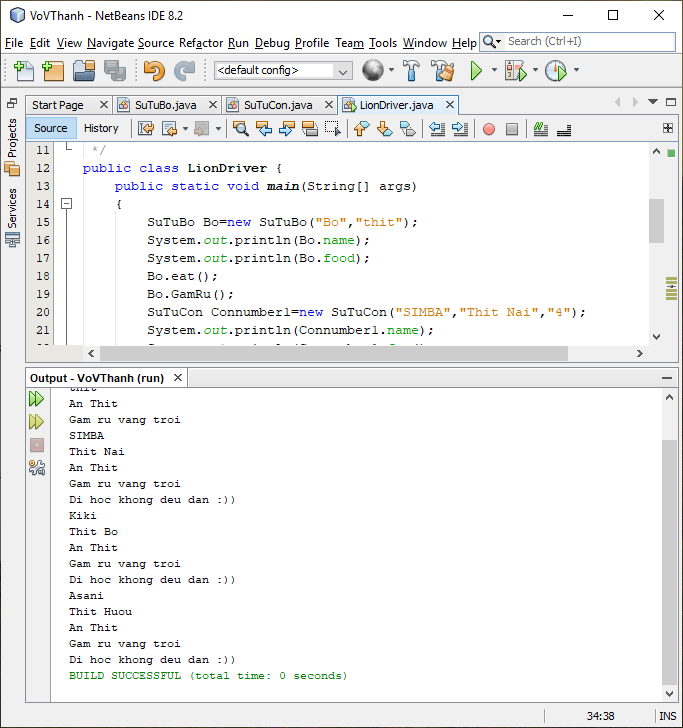 VoVThanh - NetBeans IDE 8.2
File Edit View Navigate Source Refactor Run Debug Profile Team Tools Window Help Search (Ctrl+I)
<default config>
Start Page SuTuBo.java SuTuCon.java LionDriver.java
Projects
Services
Source History
11 */
12 public class LionDriver {
13 public static void main(String[] args)
14 {
15 SuTuBo Bo=new SuTuBo("Bo","thit");
16 System.out.println(Bo.name);
17 System.out.println(Bo.food);
18 Bo.eat();
19 Bo.GamRu();
20 SuTuCon Connumber1=new SuTuCon("SIMBA","Thit Nai","4");
21 System.out.println(Connumber1.name);
Output - VoVThanh (run)
thit
An Thit
Gam ru vang troi
SIMBA
Thit Nai
An Thit
Gam ru vang troi
Di hoc khong deu dan :))
Kiki
Thit Bo
An Thit
Gam ru vang troi
Di hoc khong deu dan :))
Asani
Thit Huou
An Thit
Gam ru vang troi
Di hoc khong deu dan :))
BUILD SUCCESSFUL (total time: 0 seconds)
34:38 INS